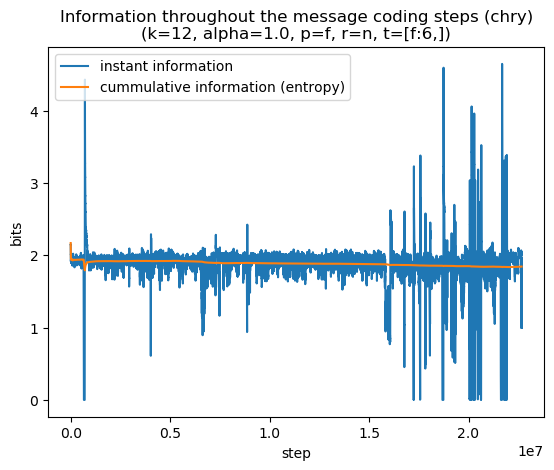 Information throughout the message coding steps (chry)
(k=12, alpha=1.0, p=f, r=n, t=[f:6,])
instant information
cummulative information (entropy)
4
3
2
1
0
bits
0.0 0.5 1.0 1.5 2.0
1e7
step